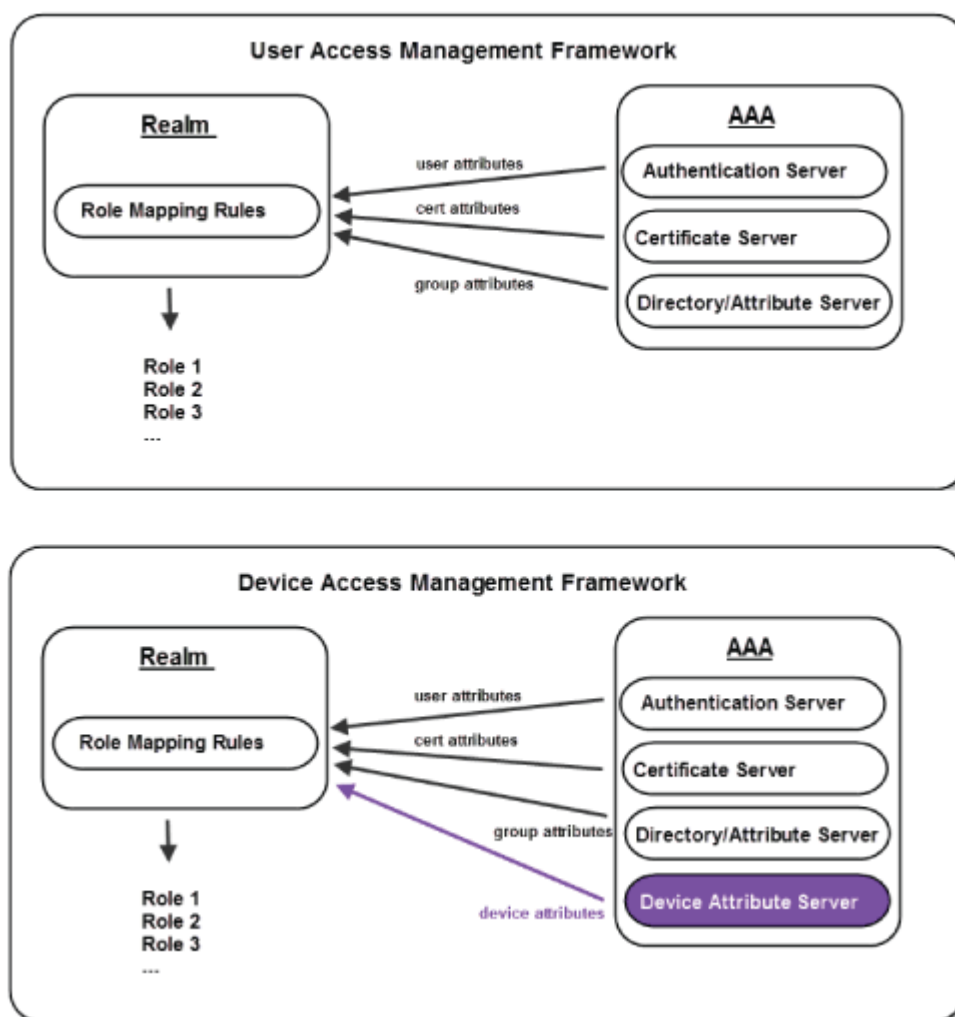 User Access Management Framework
Realm
Role Mapping Rules
Role 1
Role 2
Role 3
---
user attributes
cert attributes
group attributes
AAA
Authentication Server
Certificate Server
Directory/Attribute Server
Device Access Management Framework
Realm
Role Mapping Rules
Role 1
Role 2
Role 3
---
user attributes
cert attributes
group attributes
device attributes
AAA
Authentication Server
Certificate Server
Directory/Attribute Server
Device Attribute Server